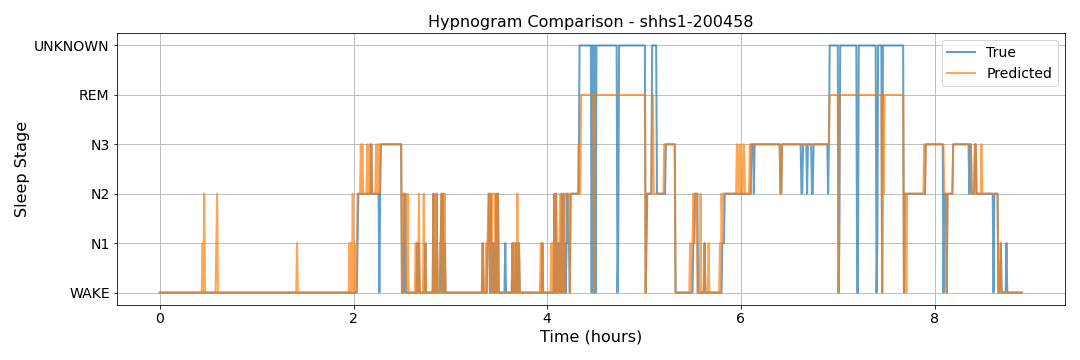 Hypnogram Comparison - shhs1-200458
UNKNOWN
REM
N3
N2
N1
WAKE
Sleep Stage
True
Predicted
0 2 4 6 8
Time (hours)